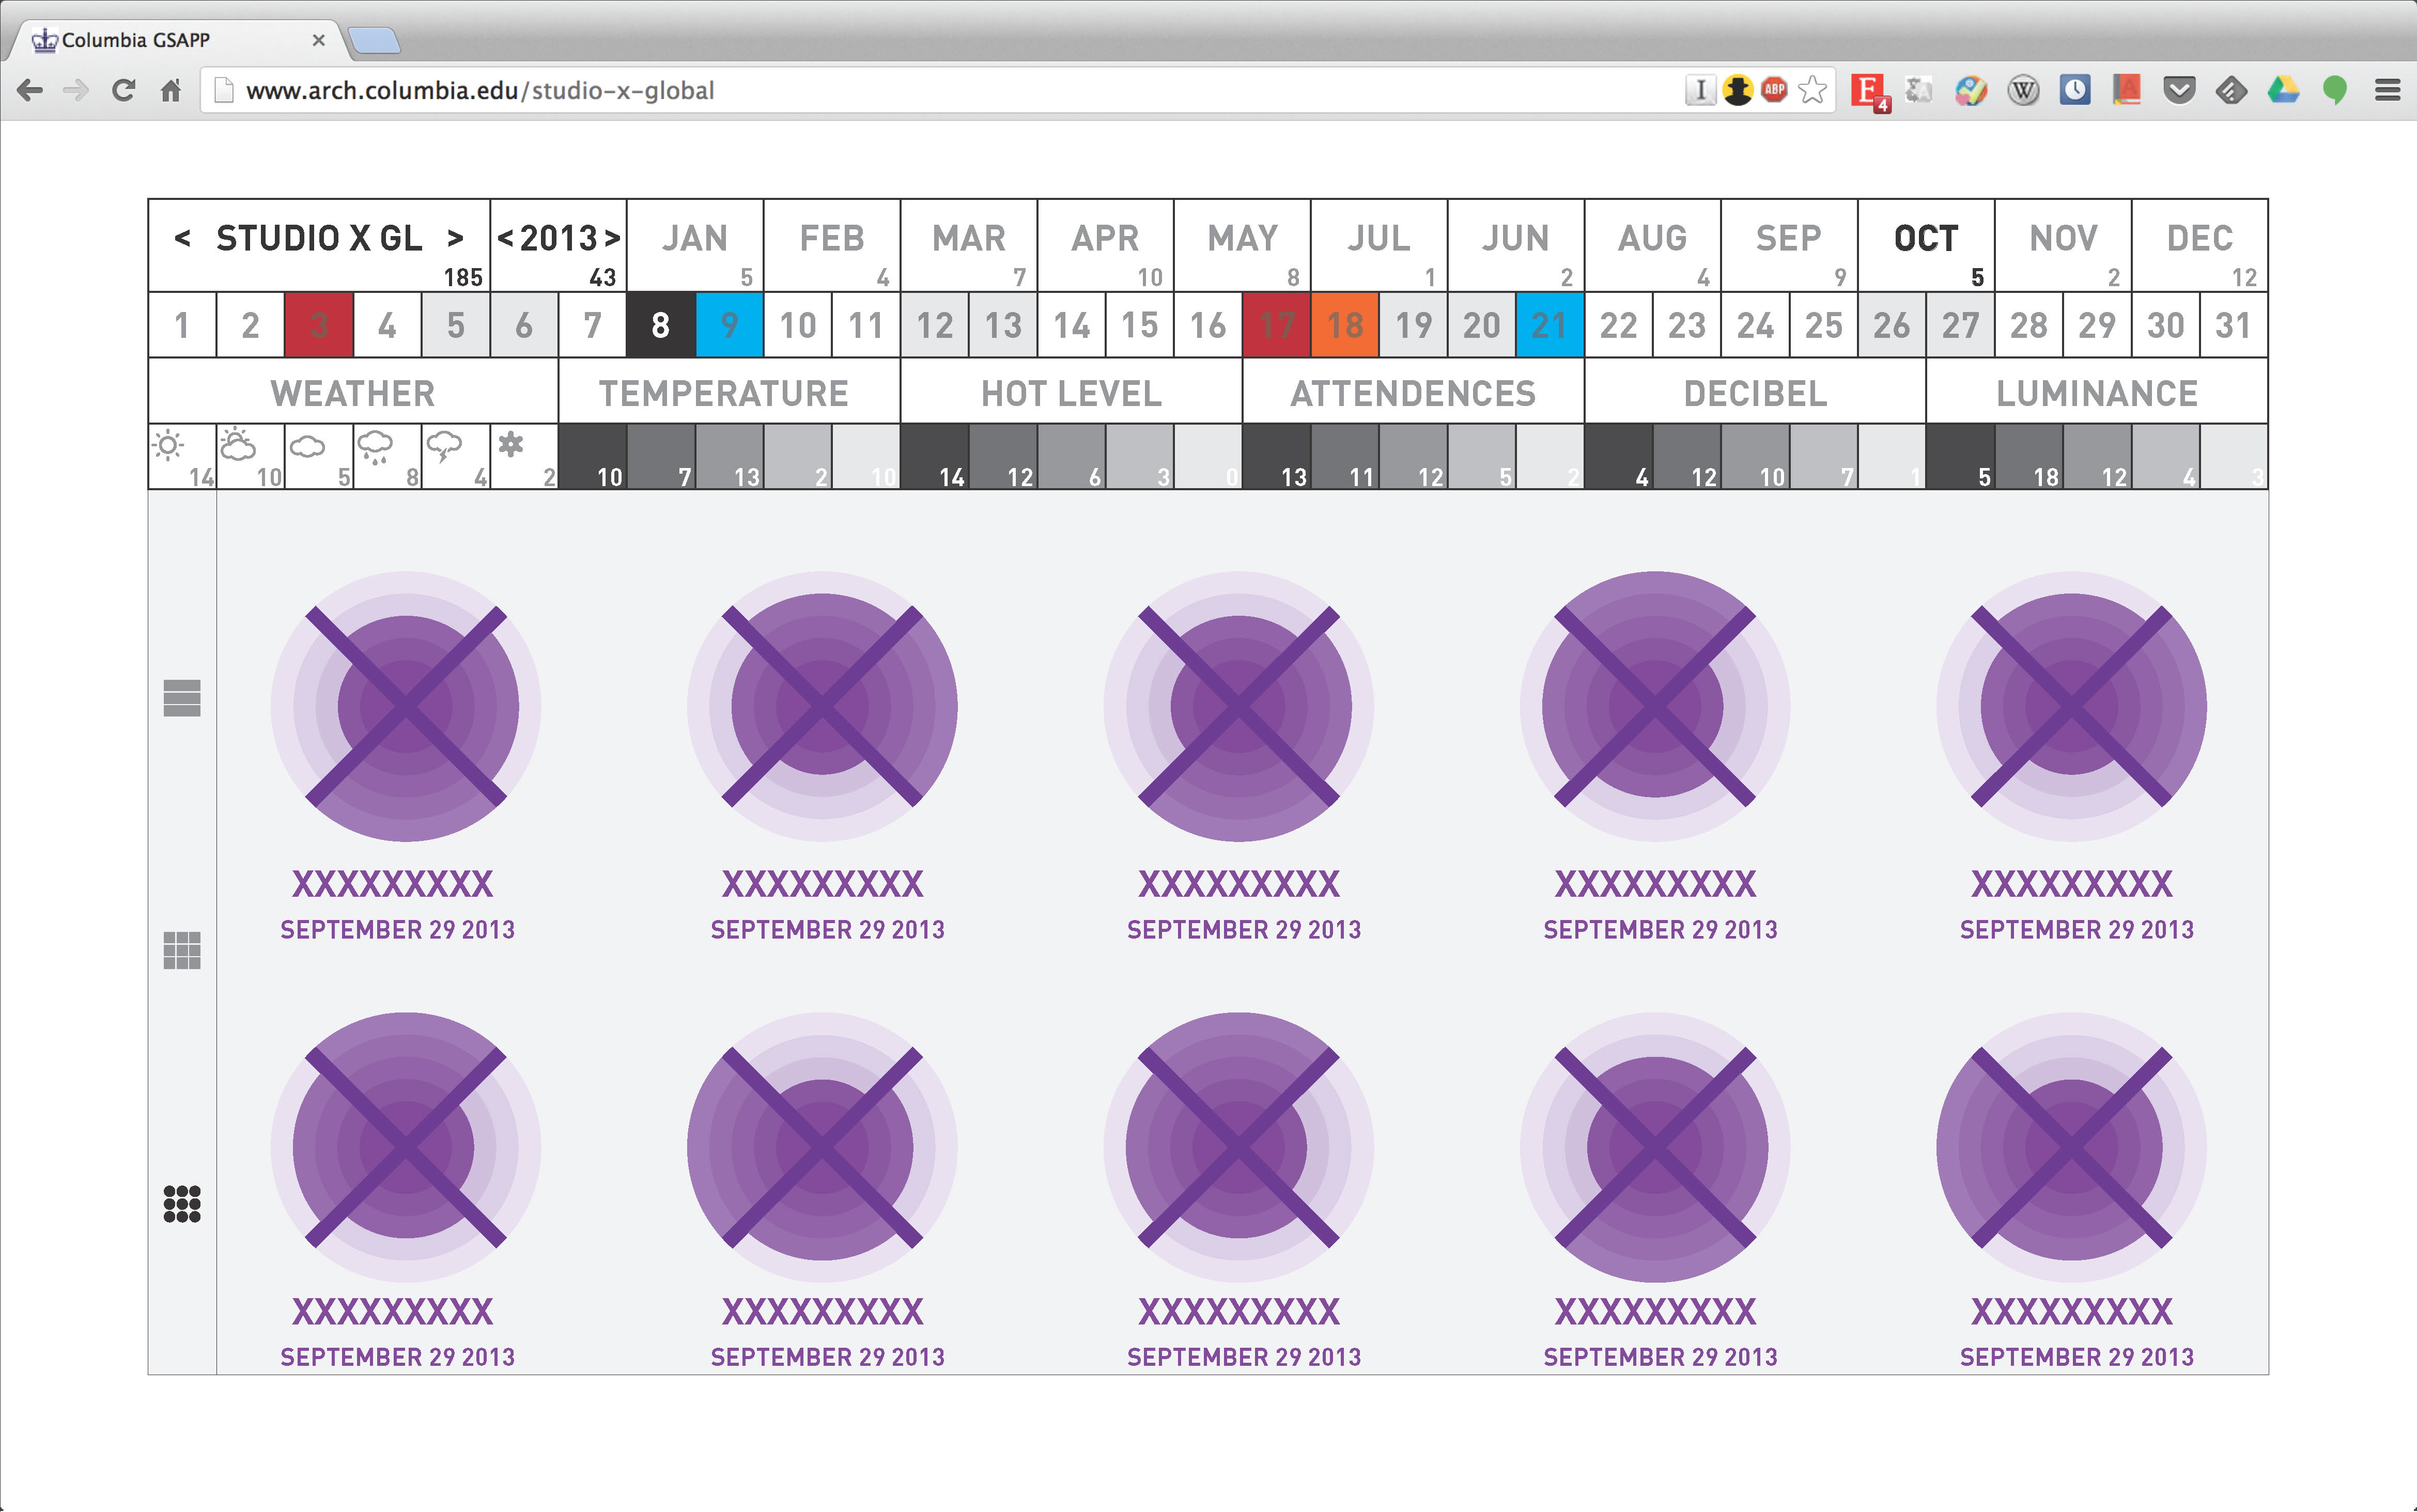 Columbia GSAPP
www.arch.columbia.edu/studio-x-global
I ABP E 4 W A
< STUDIO X GL > <2013> JAN FEB MAR APR MAY JUL JUN AUG SEP OCT NOV DEC
185 43 5 4 7 10 8 1 2 4 9 5 2 12
1 2 3 4 5 6 7 8 9 10 11 12 13 14 15 16 17 18 19 20 21 22 23 24 25 26 27 28 29 30 31
WEATHER TEMPERATURE HOT LEVEL ATTENDENCES DECIBEL LUMINANCE
14 10 5 8 4 2 10 7 13 2 10 14 12 6 3 0 13 11 12 5 2 4 12 10 7 1 5 18 12 4 3
XXXXXXXXX XXXXXXXXX XXXXXXXXX XXXXXXXXX XXXXXXXXX
SEPTEMBER 29 2013 SEPTEMBER 29 2013 SEPTEMBER 29 2013 SEPTEMBER 29 2013 SEPTEMBER 29 2013
XXXXXXXXX XXXXXXXXX XXXXXXXXX XXXXXXXXX XXXXXXXXX
SEPTEMBER 29 2013 SEPTEMBER 29 2013 SEPTEMBER 29 2013 SEPTEMBER 29 2013 SEPTEMBER 29 2013